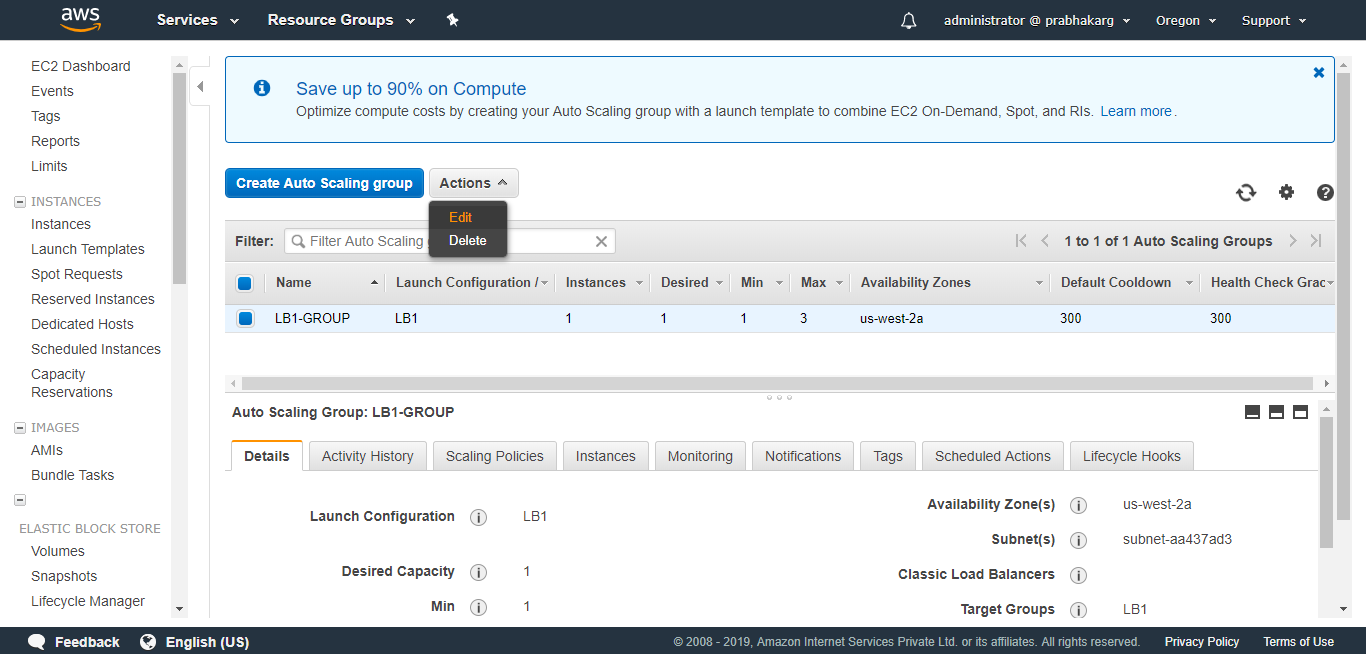 aws Services Resource Groups administrator @ prabhakarg Oregon Support
EC2 Dashboard
Events
Tags
Reports
Limits
INSTANCES
Instances
Launch Templates
Spot Requests
Reserved Instances
Dedicated Hosts
Scheduled Instances
Capacity
Reservations
IMAGES
AMIs
Bundle Tasks
ELASTIC BLOCK STORE
Volumes
Snapshots
Lifecycle Manager
Save up to 90% on Compute
Optimize compute costs by creating your Auto Scaling group with a launch template to combine EC2 On-Demand, Spot, and RIs. Learn more.
Create Auto Scaling group Actions
Edit
Delete
Filter: Filter Auto Scaling 1 to 1 of 1 Auto Scaling Groups
Name Launch Configuration / Instances Desired Min Max Availability Zones Default Cooldown Health Check Grac
LB1-GROUP LB1 1 1 1 3 us-west-2a 300 300
Auto Scaling Group: LB1-GROUP
Details Activity History Scaling Policies Instances Monitoring Notifications Tags Scheduled Actions Lifecycle Hooks
Launch Configuration LB1
Desired Capacity 1
Min 1
Availability Zone(s) us-west-2a
Subnet(s) subnet-aa437ad3
Classic Load Balancers
Target Groups LB1
Feedback English (US) © 2008 - 2019, Amazon Internet Services Private Ltd. or its affiliates. All rights reserved. Privacy Policy Terms of Use